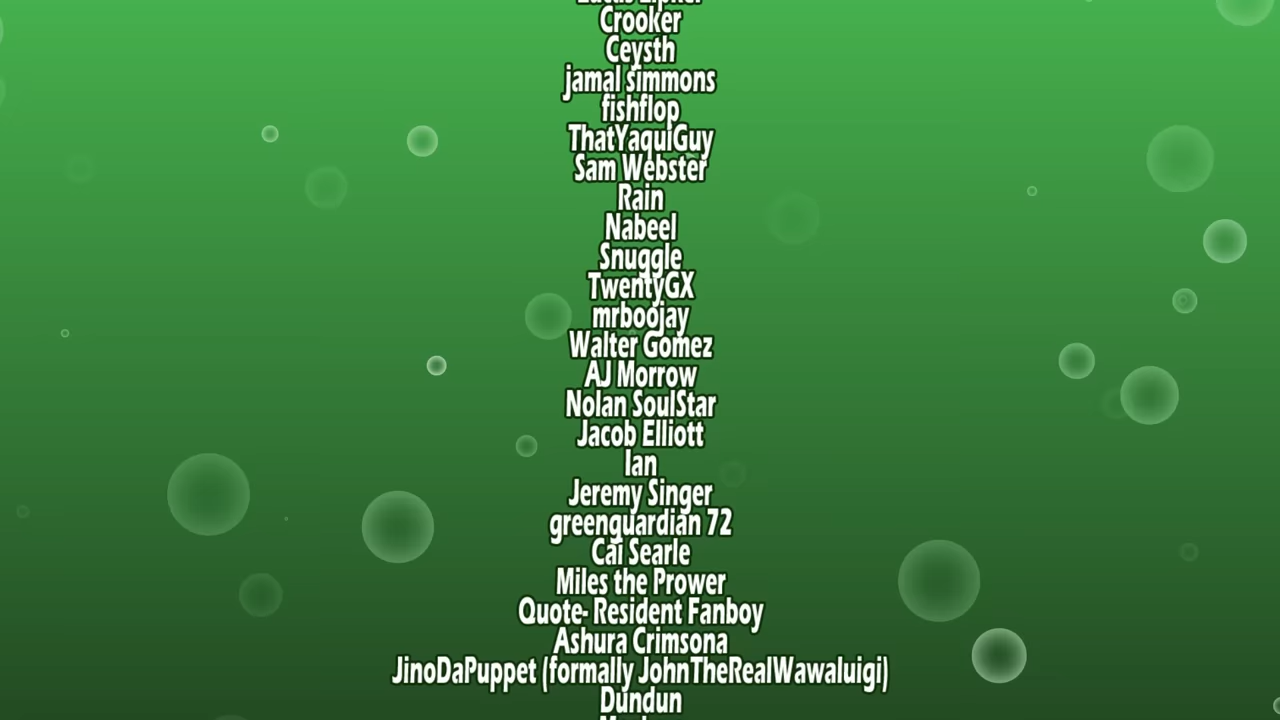 Crooker
Ceysth
jamal simmons
fishflop
ThatYaquiGuy
Sam Webster
Rain
Nabeel
Snuggle
TwentyGX
mrboojay
Walter Gomez
AJ Morrow
Nolan SoulStar
Jacob Elliott
Ian
Jeremy Singer
greenguardian 72
Cai Searle
Miles the Prower
Quote- Resident Fanboy
Ashura Crimsona
JinoDaPuppet (formally JohnTheRealWawaluigi)
Dundun